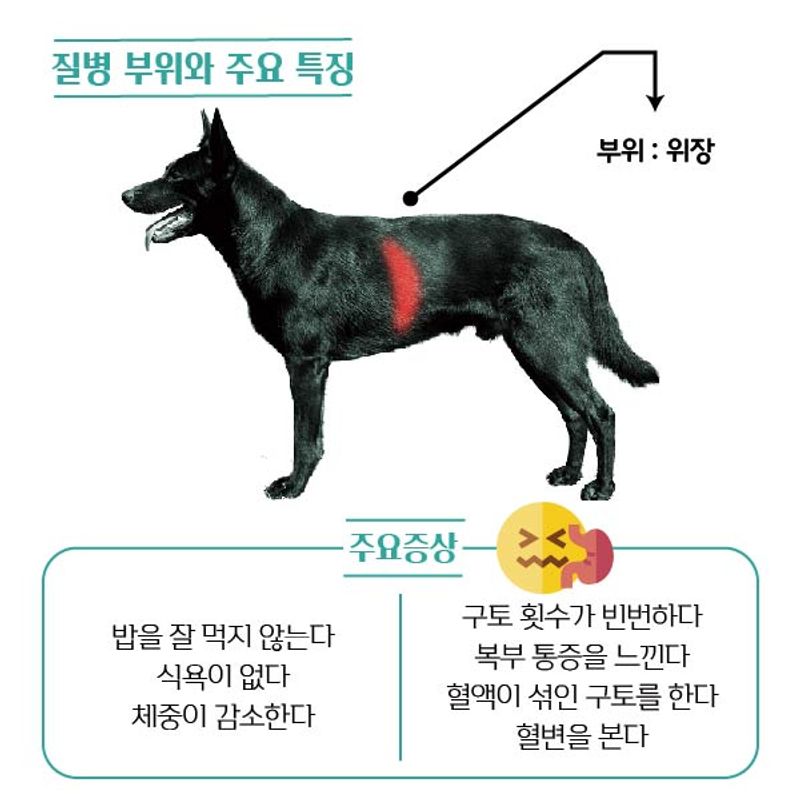 질병 부위와 주요 특징
부위 : 위장
주요증상
밥을 잘 먹지 않는다
식욕이 없다
체중이 감소한다
구토 횟수가 빈번하다
복부 통증을 느낀다
혈액이 섞인 구토를 한다
혈변을 본다